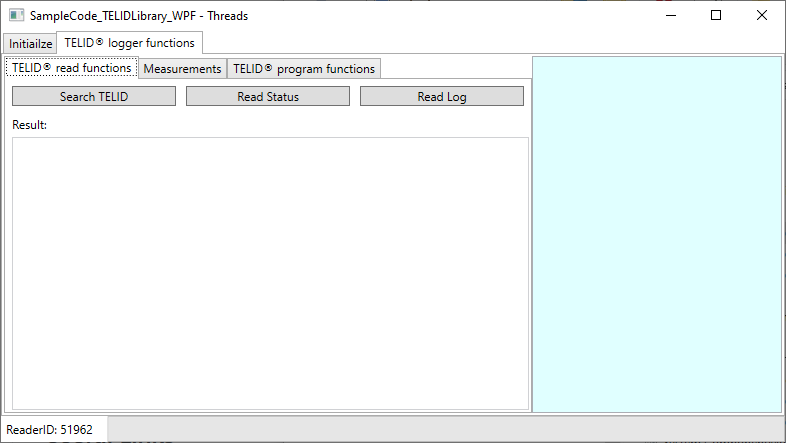 SampleCode_TELIDLibrary_WPF - Threads
Initiailze TELID® logger functions
TELID® read functions Measurements TELID® program functions
Search TELID Read Status Read Log
Result:
ReaderID: 51962